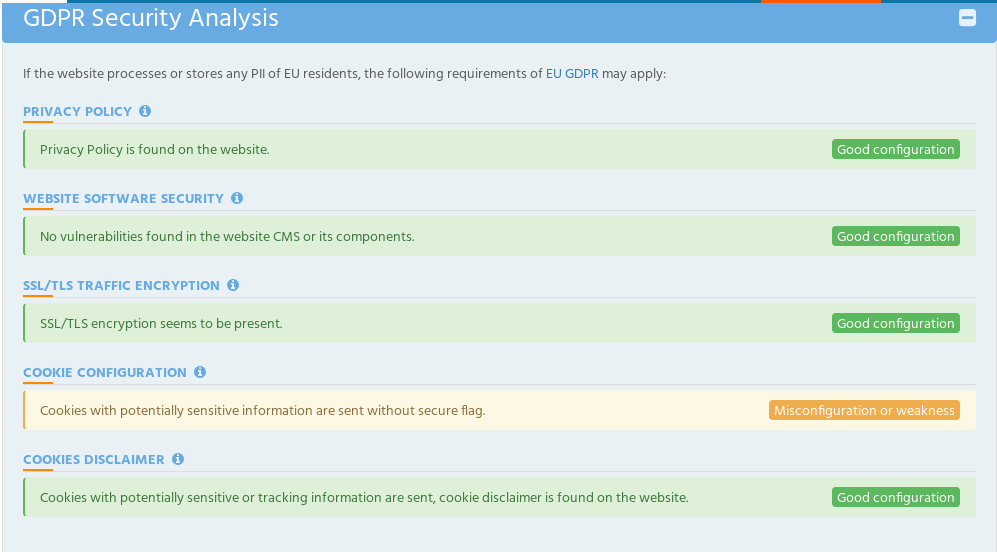 GDPR Security Analysis
If the website processes or stores any PII of EU residents, the following requirements of EU GDPR may apply:
PRIVACY POLICY
Privacy Policy is found on the website. Good configuration
WEBSITE SOFTWARE SECURITY
No vulnerabilities found in the website CMS or its components. Good configuration
SSL/TLS TRAFFIC ENCRYPTION
SSL/TLS encryption seems to be present. Good configuration
COOKIE CONFIGURATION
Cookies with potentially sensitive information are sent without secure flag. Misconfiguration or weakness
COOKIES DISCLAIMER
Cookies with potentially sensitive or tracking information are sent, cookie disclaimer is found on the website. Good configuration